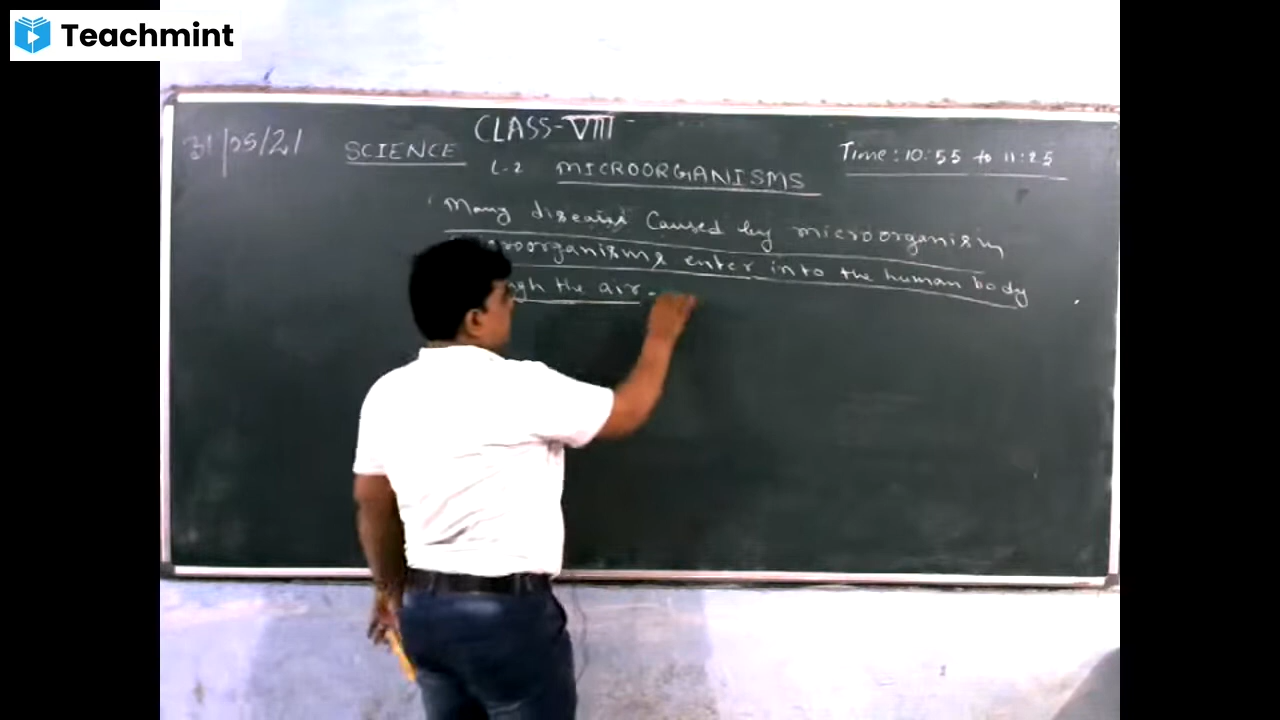 Teachmint
CLASS-VIII
31/05/21 SCIENCE Time: 10:55 to 11:25
L-2 MICROORGANISMS
Many diseases Caused by microorganism
microorganisms enter into the human body
the air.